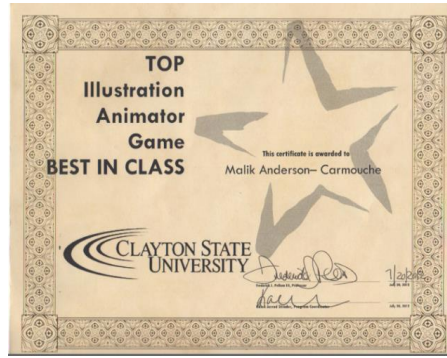 TOP
Illustration
Animator
Game
BEST IN CLASS
This certificate is awarded to
Malik Anderson– Carmouche
CLAYTON STATE
UNIVERSITY